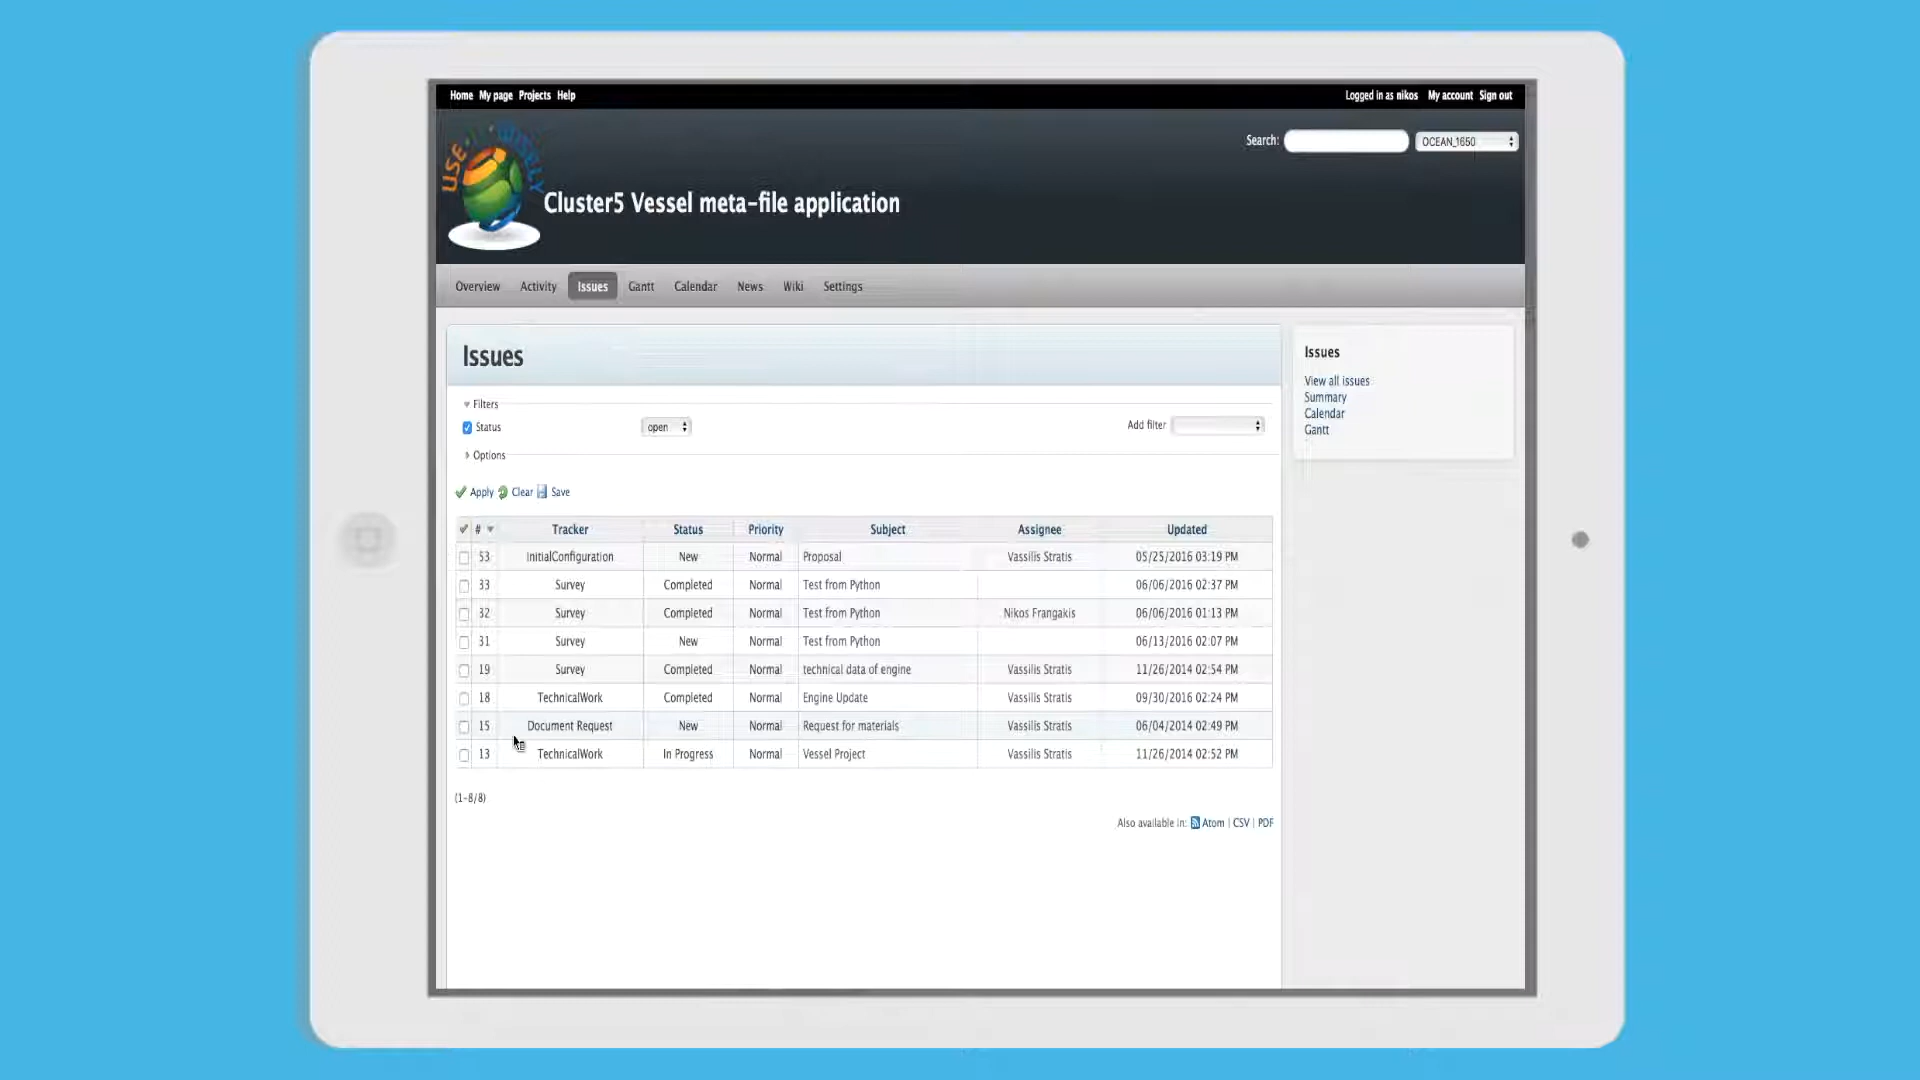 Home My page Projects Help
Logged in as nikos My account Sign out
USE IT WISELY
Search: OCEAN_1650
Cluster5 Vessel meta-file application
Overview Activity Issues Gantt Calendar News Wiki Settings
Issues
Filters
Status open Add filter
Options
Apply Clear Save
# Tracker Status Priority Subject Assignee Updated
53 InitialConfiguration New Normal Proposal Vassilis Stratis 05/25/2016 03:19 PM
33 Survey Completed Normal Test from Python 06/06/2016 02:37 PM
32 Survey Completed Normal Test from Python Nikos Frangakis 06/06/2016 01:13 PM
31 Survey New Normal Test from Python 06/13/2016 02:07 PM
19 Survey Completed Normal technical data of engine Vassilis Stratis 11/26/2014 02:54 PM
18 TechnicalWork Completed Normal Engine Update Vassilis Stratis 09/30/2016 02:24 PM
15 Document Request New Normal Request for materials Vassilis Stratis 06/04/2014 02:49 PM
13 TechnicalWork In Progress Normal Vessel Project Vassilis Stratis 11/26/2014 02:52 PM
(1-8/8)
Also available in: Atom | CSV | PDF
Issues
View all issues
Summary
Calendar
Gantt